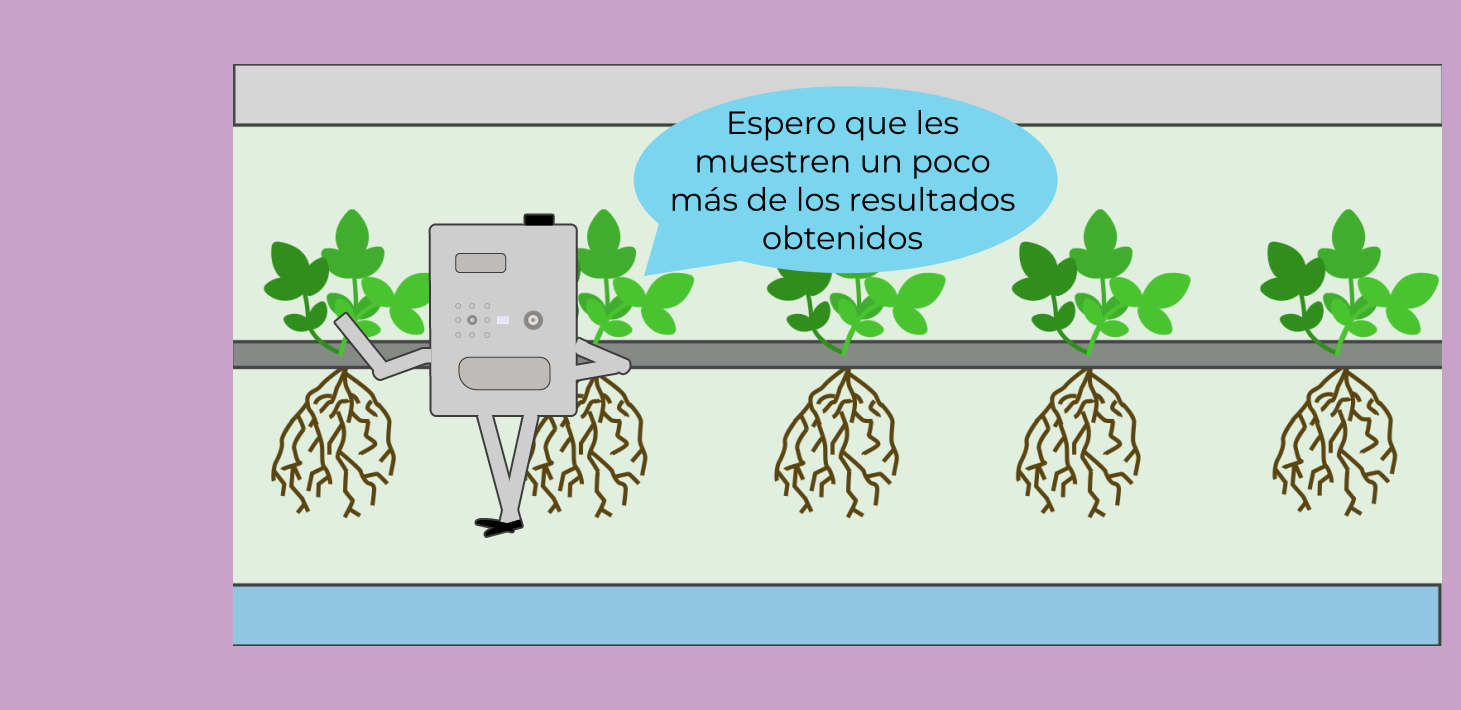 Espero que les
muestren un poco
más de los resultados
obtenidos